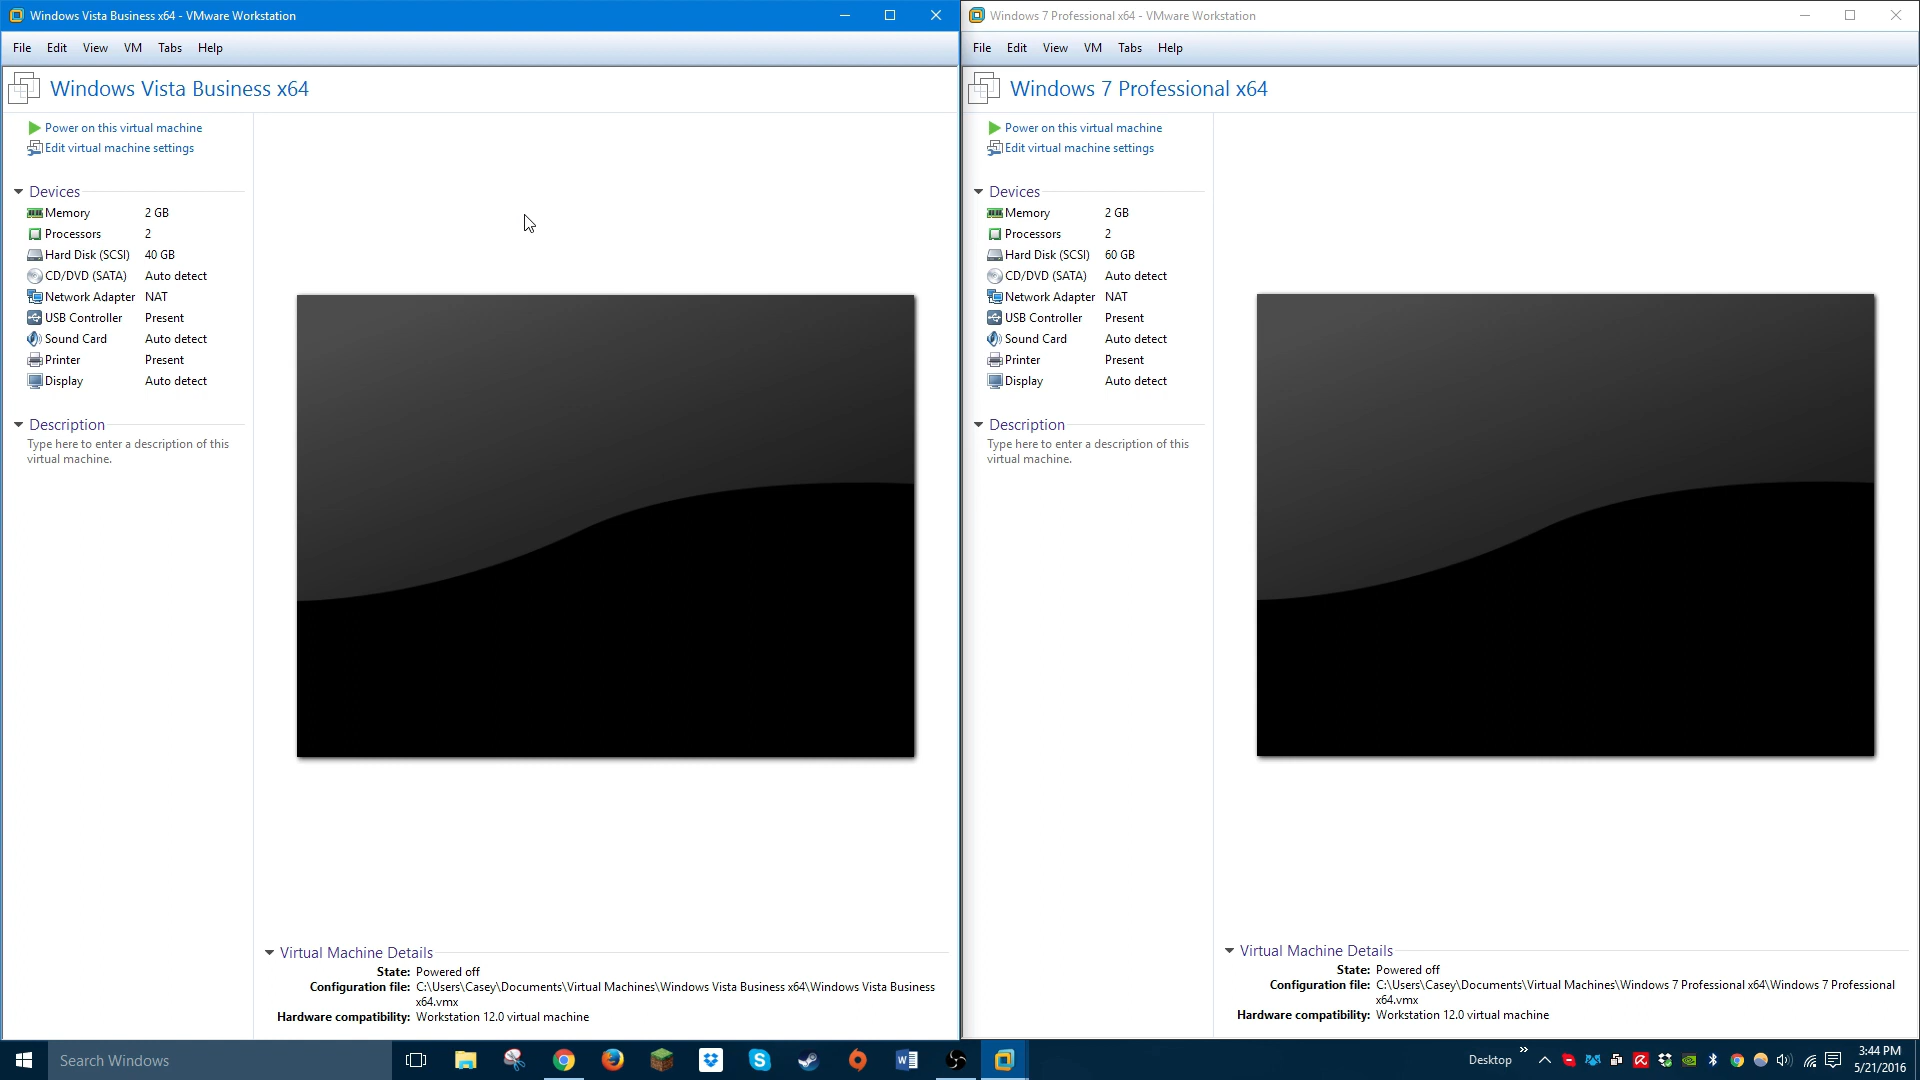 Windows Vista Business x64 - VMware Workstation
File Edit View VM Tabs Help
Windows Vista Business x64
Power on this virtual machine
Edit virtual machine settings
Devices
Memory 2 GB
Processors 2
Hard Disk (SCSI) 40 GB
CD/DVD (SATA) Auto detect
Network Adapter NAT
USB Controller Present
Sound Card Auto detect
Printer Present
Display Auto detect
Description
Type here to enter a description of this
virtual machine.
Virtual Machine Details
State: Powered off
Configuration file: C:\Users\Casey\Documents\Virtual Machines\Windows Vista Business x64\Windows Vista Business
x64.vmx
Hardware compatibility: Workstation 12.0 virtual machine
Windows 7 Professional x64 - VMware Workstation
File Edit View VM Tabs Help
Windows 7 Professional x64
Power on this virtual machine
Edit virtual machine settings
Devices
Memory 2 GB
Processors 2
Hard Disk (SCSI) 60 GB
CD/DVD (SATA) Auto detect
Network Adapter NAT
USB Controller Present
Sound Card Auto detect
Printer Present
Display Auto detect
Description
Type here to enter a description of this
virtual machine.
Virtual Machine Details
State: Powered off
Configuration file: C:\Users\Casey\Documents\Virtual Machines\Windows 7 Professional x64\Windows 7 Professional
x64.vmx
Hardware compatibility: Workstation 12.0 virtual machine
Search Windows
Desktop
3:44 PM
5/21/2016